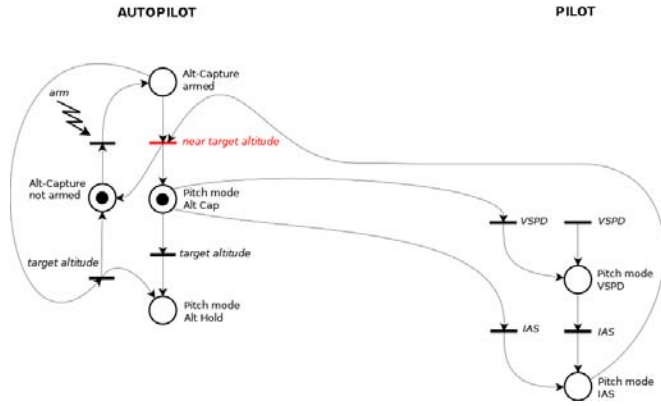 AUTOPILOT
PILOT
Alt-Capture
armed
arm
near target altitude
Alt-Capture
not armed
Pitch mode
Alt Cap
VSPD
VSPD
target altitude
target altitude
Pitch mode
VSPD
Pitch mode
Alt Hold
IAS
IAS
Pitch mode
IAS